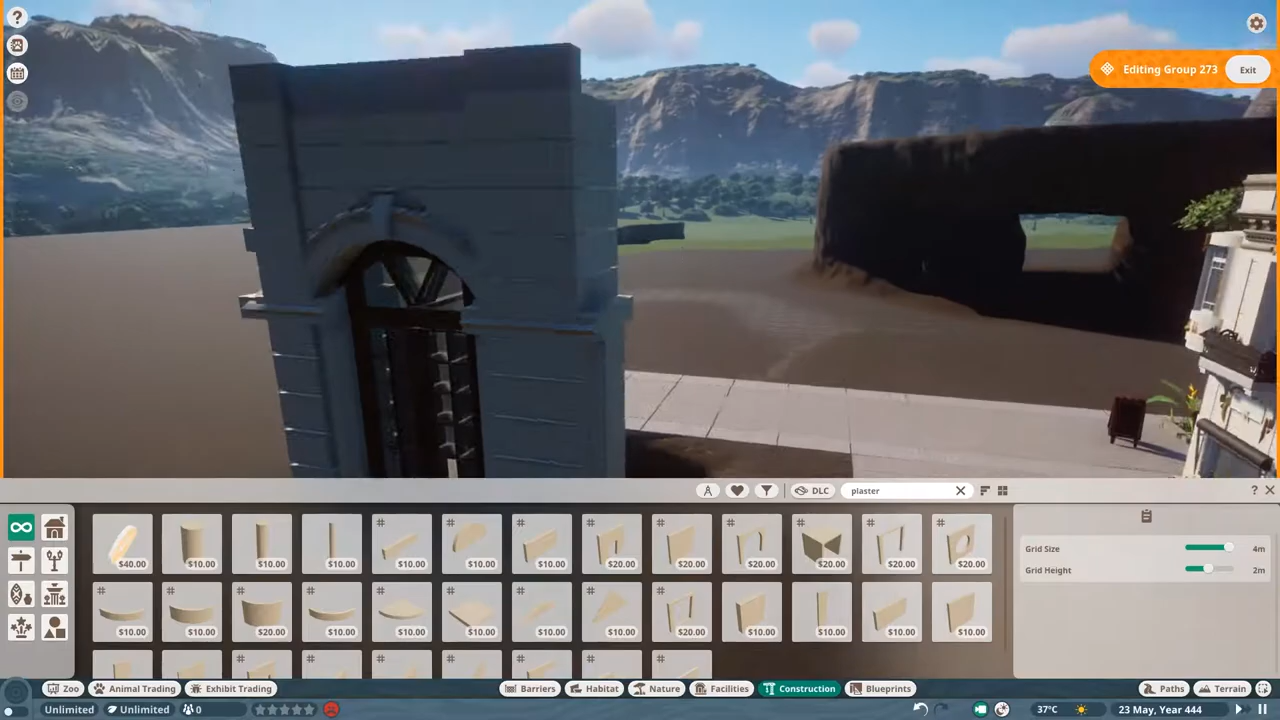 ?
Editing Group 273 Exit
DLC plaster ?
$40.00 $10.00 $10.00 $10.00 $10.00 $10.00 $10.00 $20.00 $10.00 $20.00 $20.00 $20.00 $20.00
$10.00 $10.00 $20.00 $10.00 $10.00 $10.00 $10.00 $10.00 $20.00 $10.00 $10.00 $10.00 $10.00
Grid Size 4m
Grid Height 2m
Zoo Animal Trading Exhibit Trading Barriers Habitat Nature Facilities Construction Blueprints Paths Terrain
Unlimited Unlimited 0 37°C 23 May, Year 444